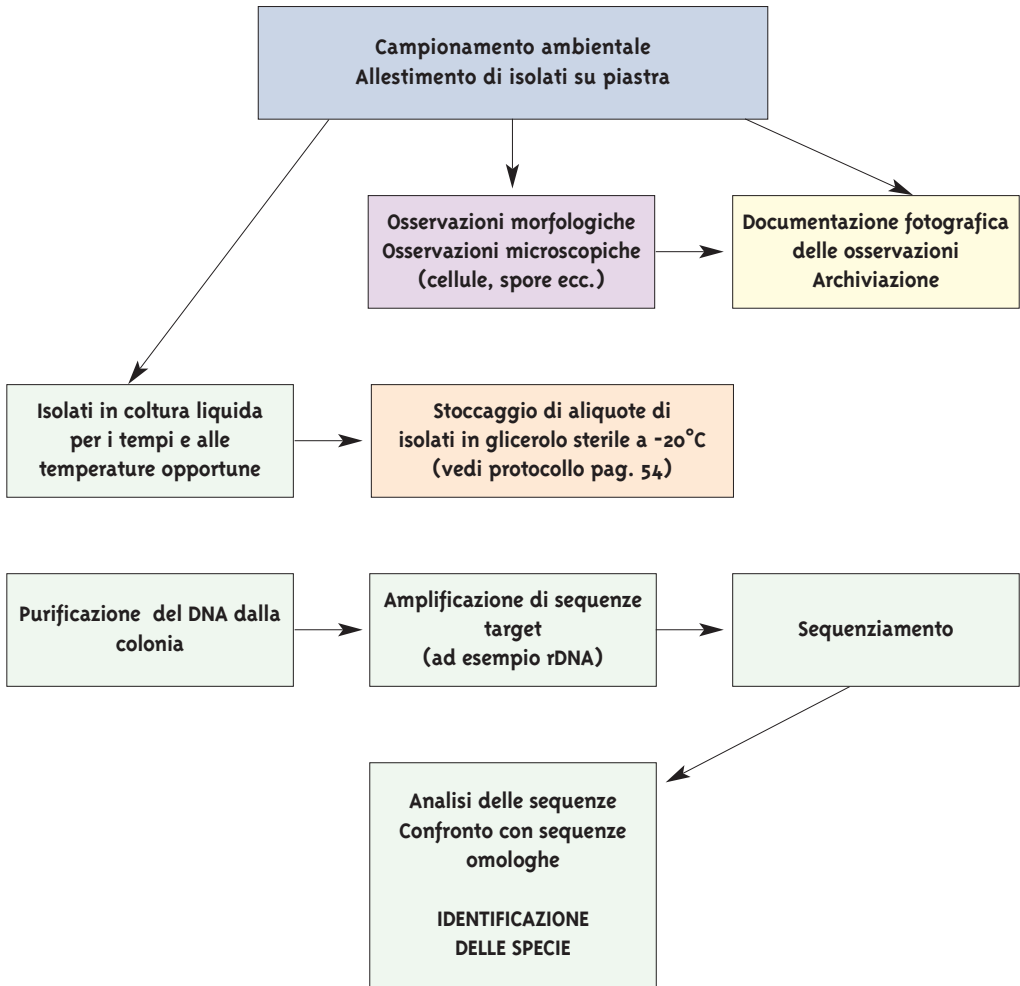 Campionamento ambientale
Allestimento di isolati su piastra
Osservazioni morfologiche
Osservazioni microscopiche
(cellule, spore ecc.)
Documentazione fotografica
delle osservazioni
Archiviazione
Isolati in coltura liquida
per i tempi e alle
temperature opportune
Stoccaggio di aliquote di
isolati in glicerolo sterile a -20°C
(vedi protocollo pag. 54)
Purificazione del DNA dalla
colonia
Amplificazione di sequenze
target
(ad esempio rDNA)
Sequenziamento
Analisi delle sequenze
Confronto con sequenze
omologhe
IDENTIFICAZIONE
DELLE SPECIE